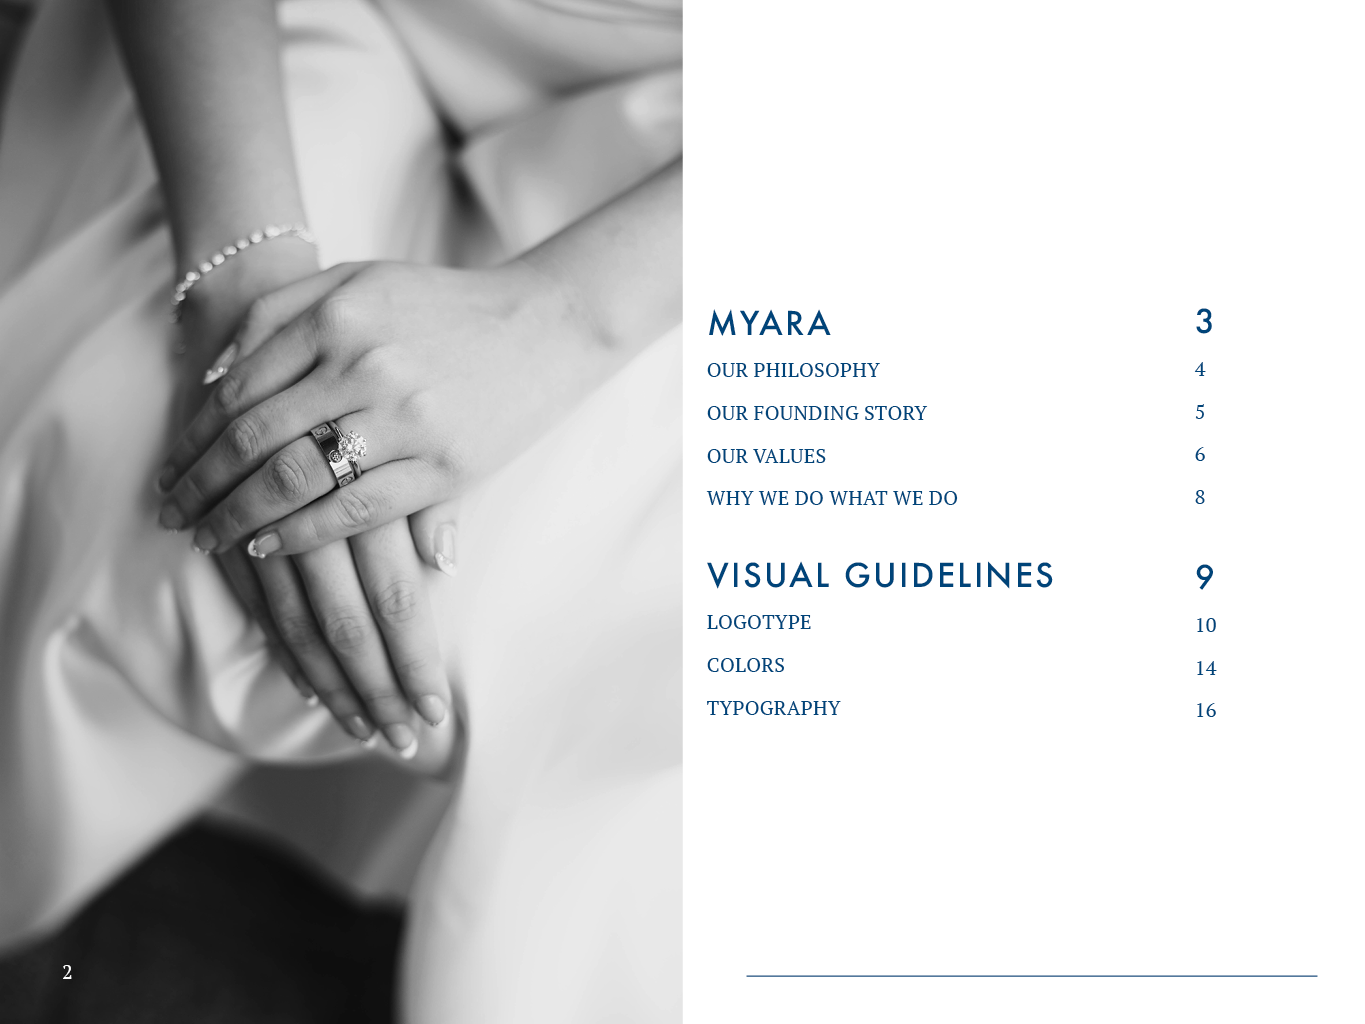 MYARA 3
OUR PHILOSOPHY 4
OUR FOUNDING STORY 5
OUR VALUES 6
WHY WE DO WHAT WE DO 8
VISUAL GUIDELINES 9
LOGOTYPE 10
COLORS 14
TYPOGRAPHY 16
2